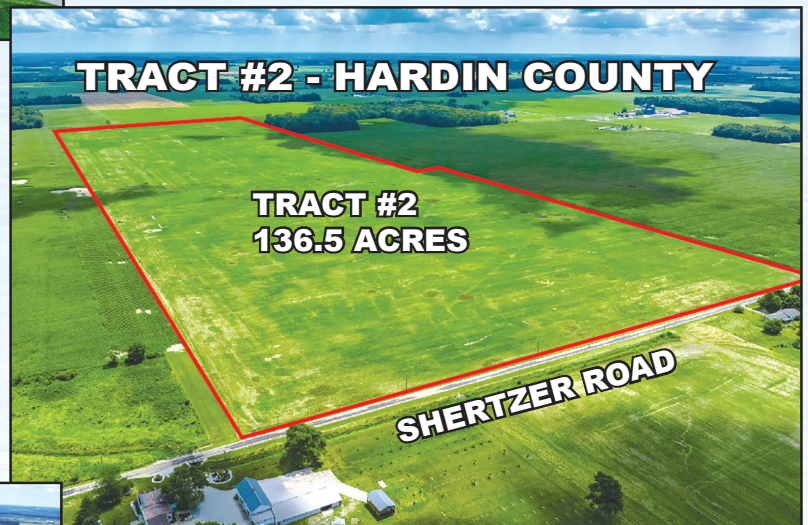 TRACT #2 - HARDIN COUNTY
TRACT #2
136.5 ACRES
SHERTZER ROAD